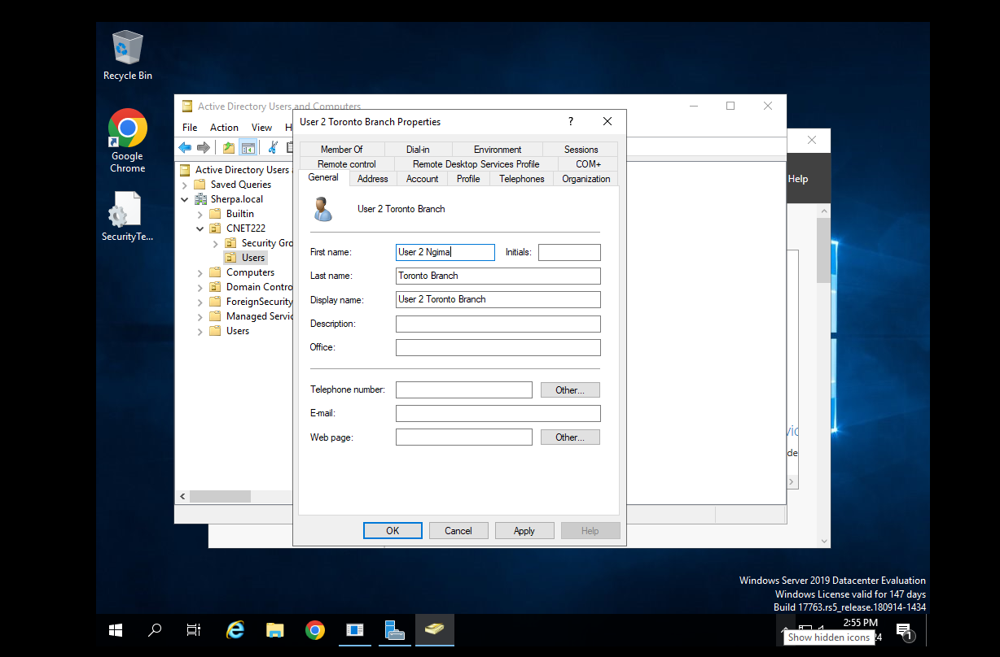 Recycle Bin
Google
Chrome
SecurityTe...
Active Directory Users and Computers
File Action View H
Active Directory Users
Saved Queries
Sherpa.local
Builtin
CNET222
Security Gro
Users
Computers
Domain Contro
ForeignSecurity
Managed Servic
Users
User 2 Toronto Branch Properties
?
Member Of Dial-in Environment Sessions
Remote control Remote Desktop Services Profile COM+
General Address Account Profile Telephones Organization
User 2 Toronto Branch
First name: User 2 Ngima Initials:
Last name: Toronto Branch
Display name: User 2 Toronto Branch
Description:
Office:
Telephone number: Other...
E-mail:
Web page: Other...
OK Cancel Apply Help
Help
vic
de
Windows Server 2019 Datacenter Evaluation
Windows License valid for 147 days
Build 17763.rs5_release.180914-1434
2:55 PM
24
1
Show hidden icons